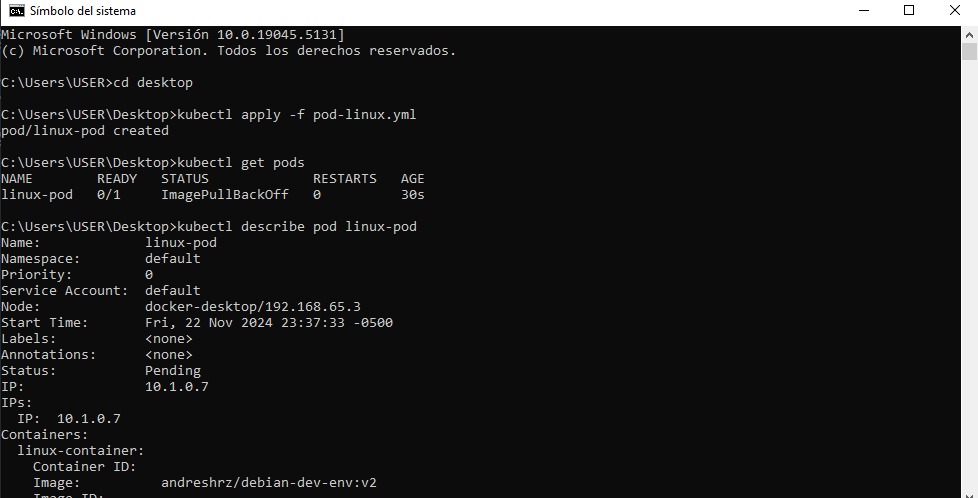 Símbolo del sistema
Microsoft Windows [Versión 10.0.19045.5131]
(c) Microsoft Corporation. Todos los derechos reservados.
C:\Users\USER>cd desktop
C:\Users\USER\Desktop>kubectl apply -f pod-linux.yml
pod/linux-pod created
C:\Users\USER\Desktop>kubectl get pods
NAME        READY   STATUS             RESTARTS   AGE
linux-pod   0/1     ImagePullBackOff   0          30s
C:\Users\USER\Desktop>kubectl describe pod linux-pod
Name:             linux-pod
Namespace:        default
Priority:         0
Service Account:  default
Node:             docker-desktop/192.168.65.3
Start Time:       Fri, 22 Nov 2024 23:37:33 -0500
Labels:           <none>
Annotations:      <none>
Status:           Pending
IP:               10.1.0.7
IPs:
  IP:  10.1.0.7
Containers:
  linux-container:
    Container ID:
    Image:          andreshrz/debian-dev-env:v2
    Image ID: